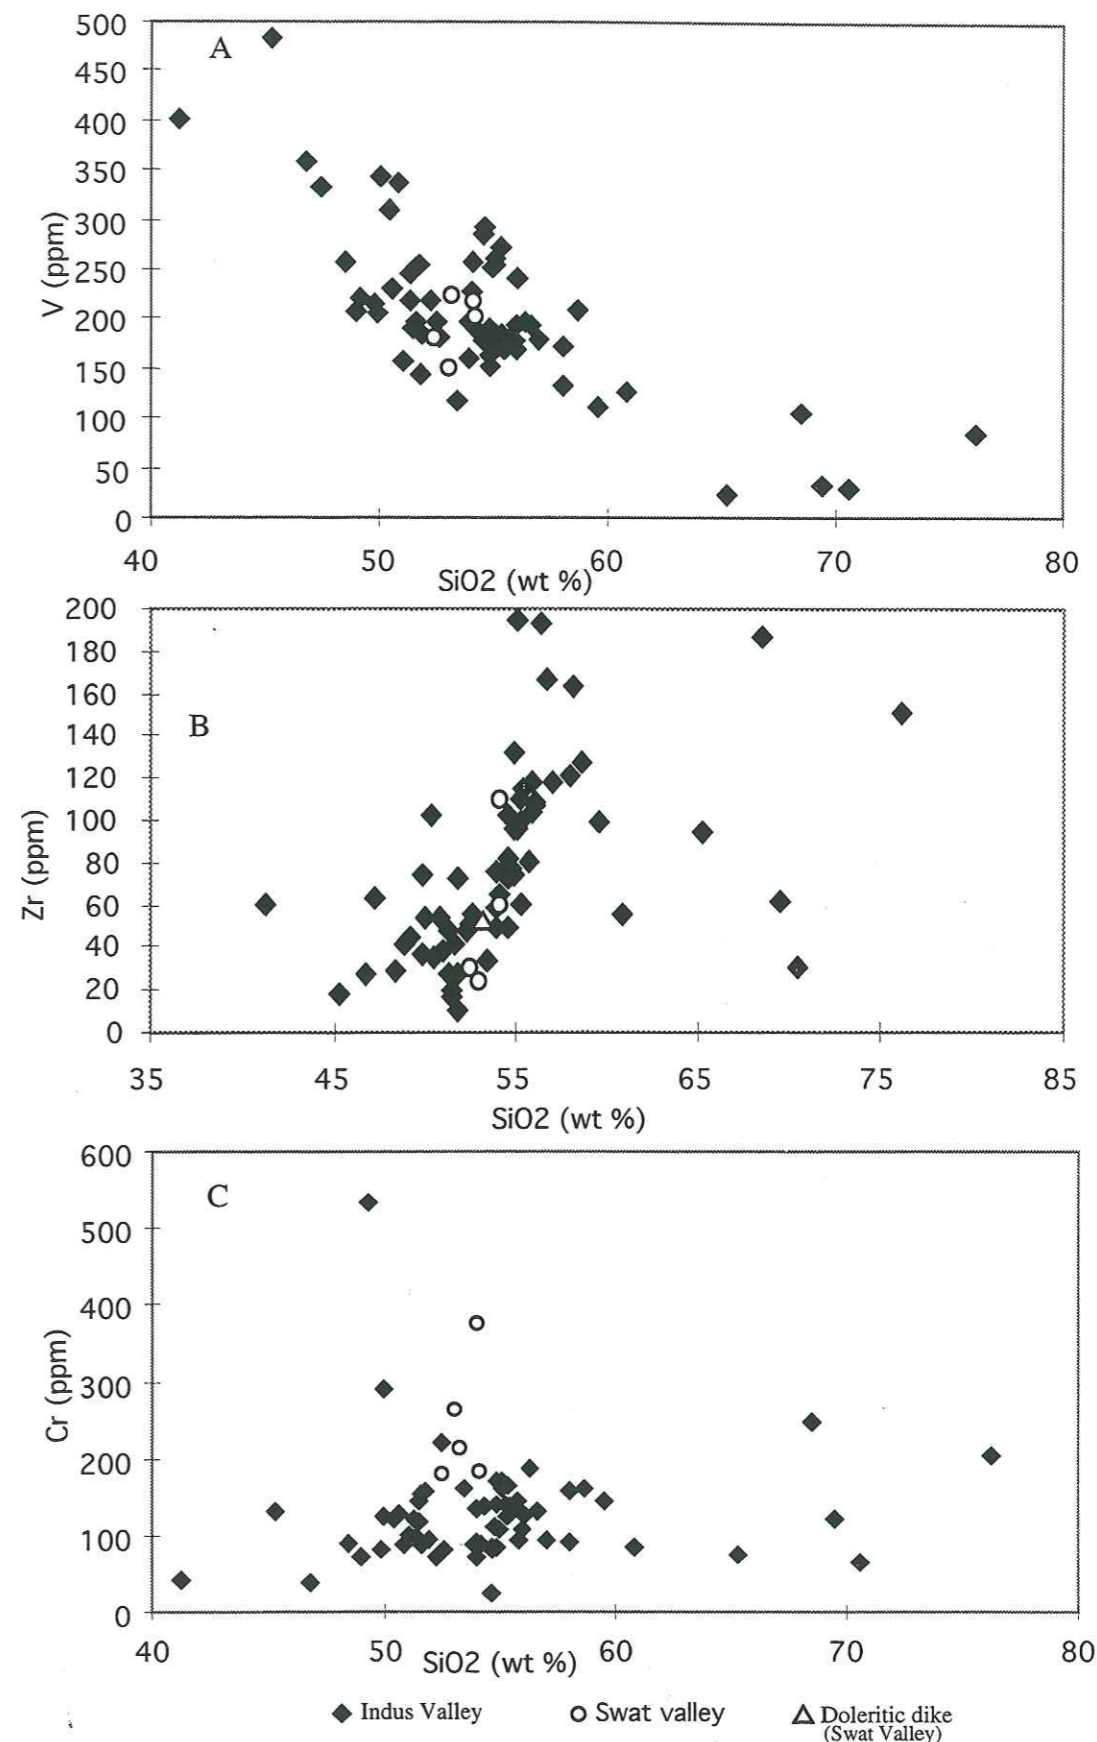 500
A
450
400
350
300
250
200
150
100
50
0
V (ppm)
40 50 60 70 80
SiO2 (wt %)
200
180
160
B
140
120
100
80
60
40
20
0
Zr (ppm)
35 45 55 65 75 85
SiO2 (wt %)
600
C
500
400
300
200
100
0
Cr (ppm)
40 50 60 70 80
SiO2 (wt %)
Indus Valley Swat valley Doleritic dike
(Swat Valley)